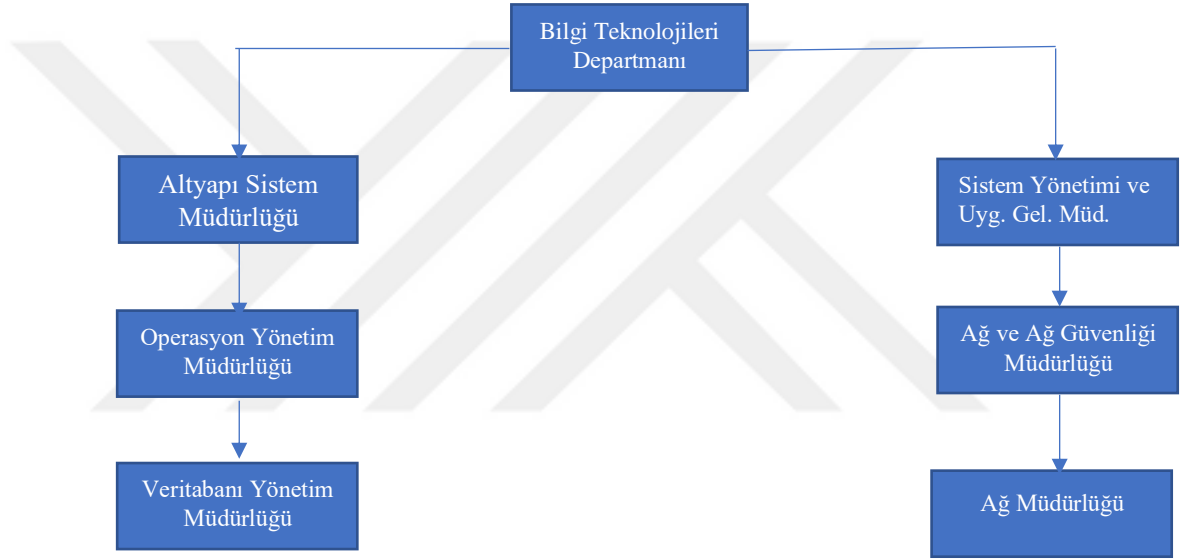 Bilgi Teknolojileri
Departmanı
Altyapı Sistem
Müdürlüğü
Sistem Yönetimi ve
Uyg. Gel. Müd.
Operasyon Yönetim
Müdürlüğü
Ağ ve Ağ Güvenliği
Müdürlüğü
Veritabanı Yönetim
Müdürlüğü
Ağ Müdürlüğü